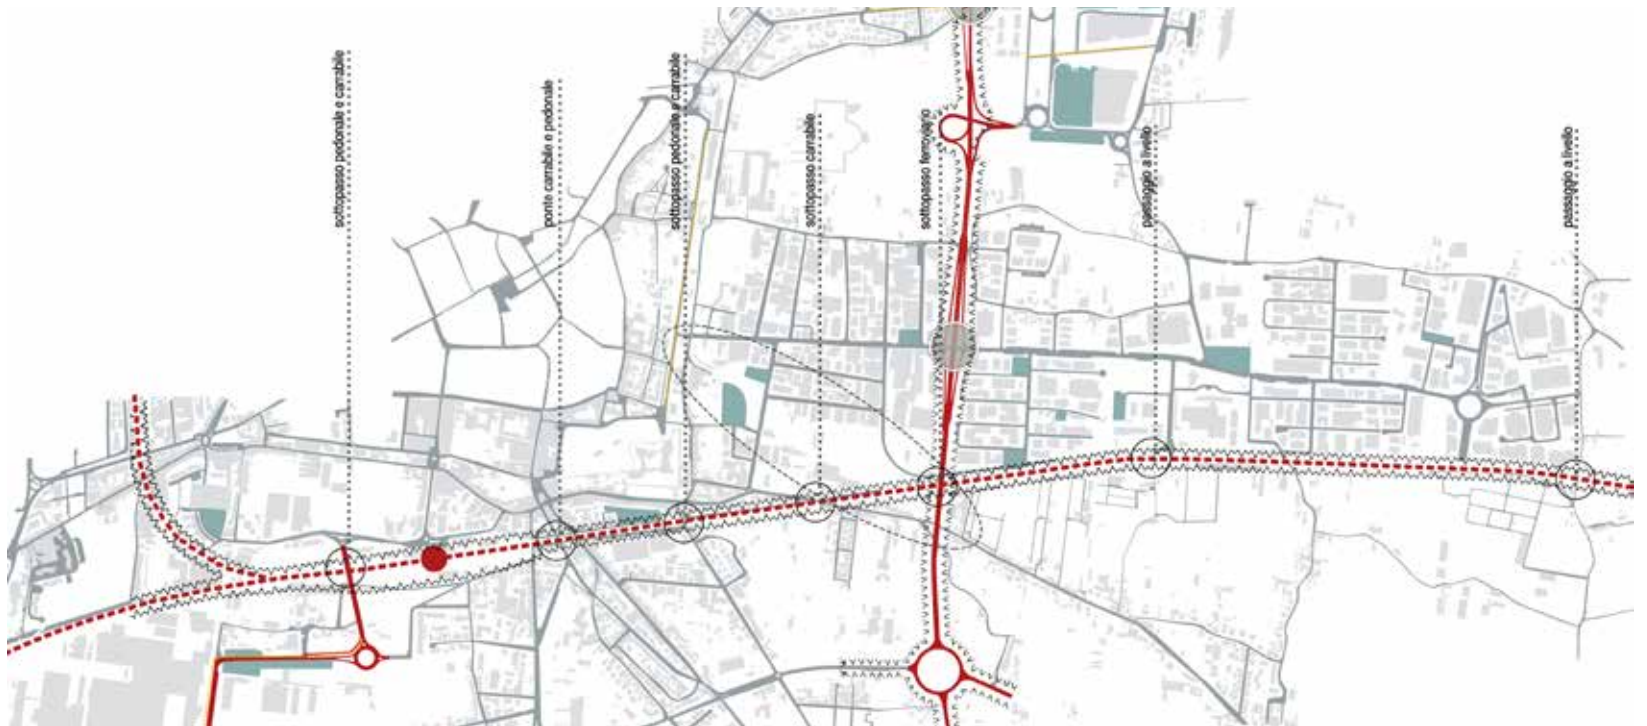 sottopasso pedonale e carrabile
ponte carrabile e pedonale
sottopasso pedonale e carrabile
sottopasso carrabile
sottopasso ferroviario
passaggio a livello
passaggio a livello